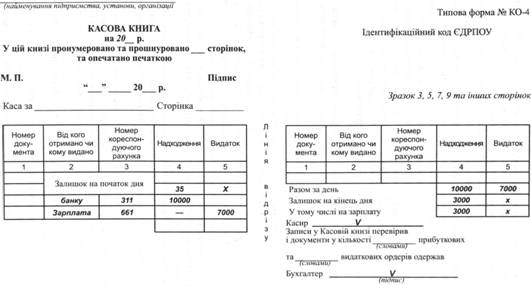 (найменування підприємства, установи, організації
КАСОВА КНИГА
на 20__ р.
У цій книзі пронумеровано та прошнуровано ___ сторінок,
та опечатано печаткою
М. П. Підпис
“___” _____ 20___ р.
Каса за ____________ Сторінка ________
Номер доку-мента Від кого отримано чи кому видано Номер кореспон-дуючого рахунка Надходження Видаток
1 2 3 4 5
Залишок на початок дня 35 X
банку 311 10000
Зарплата 661 — 7000
Лінія відрізу
Типова форма № КО-4
Ідентифікаційний код ЄДРПОУ
Зразок 3, 5, 7, 9 та інших сторінок
Номер доку-мента Від кого отримано чи кому видано Номер кореспон-дуючого рахунка Надходження Видаток
1 2 3 4 5
Разом за день 10000 7000
Залишок на кінець дня 3000 x
У тому числі на зарплату 3000 x
Касир V
Записи у Касовій книзі перевірив
і документи у кількості ________ прибуткових
(словами)
та ________ видаткових ордерів одержав
(словами)
Бухгалтер V
(підпис)